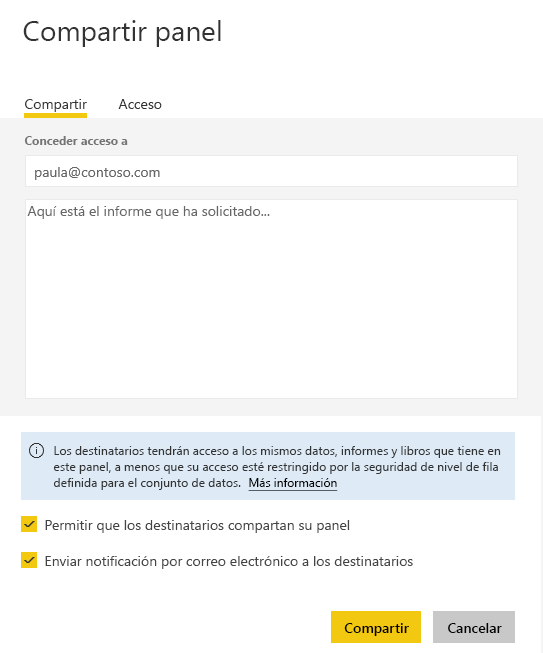 Compartir panel
Compartir Acceso
Conceder acceso a
paula@contoso.com
Aquí está el informe que ha solicitado...
Los destinatarios tendrán acceso a los mismos datos, informes y libros que tiene en
este panel, a menos que su acceso esté restringido por la seguridad de nivel de fila
definida para el conjunto de datos. Más información
Permitir que los destinatarios compartan su panel
Enviar notificación por correo electrónico a los destinatarios
Compartir Cancelar